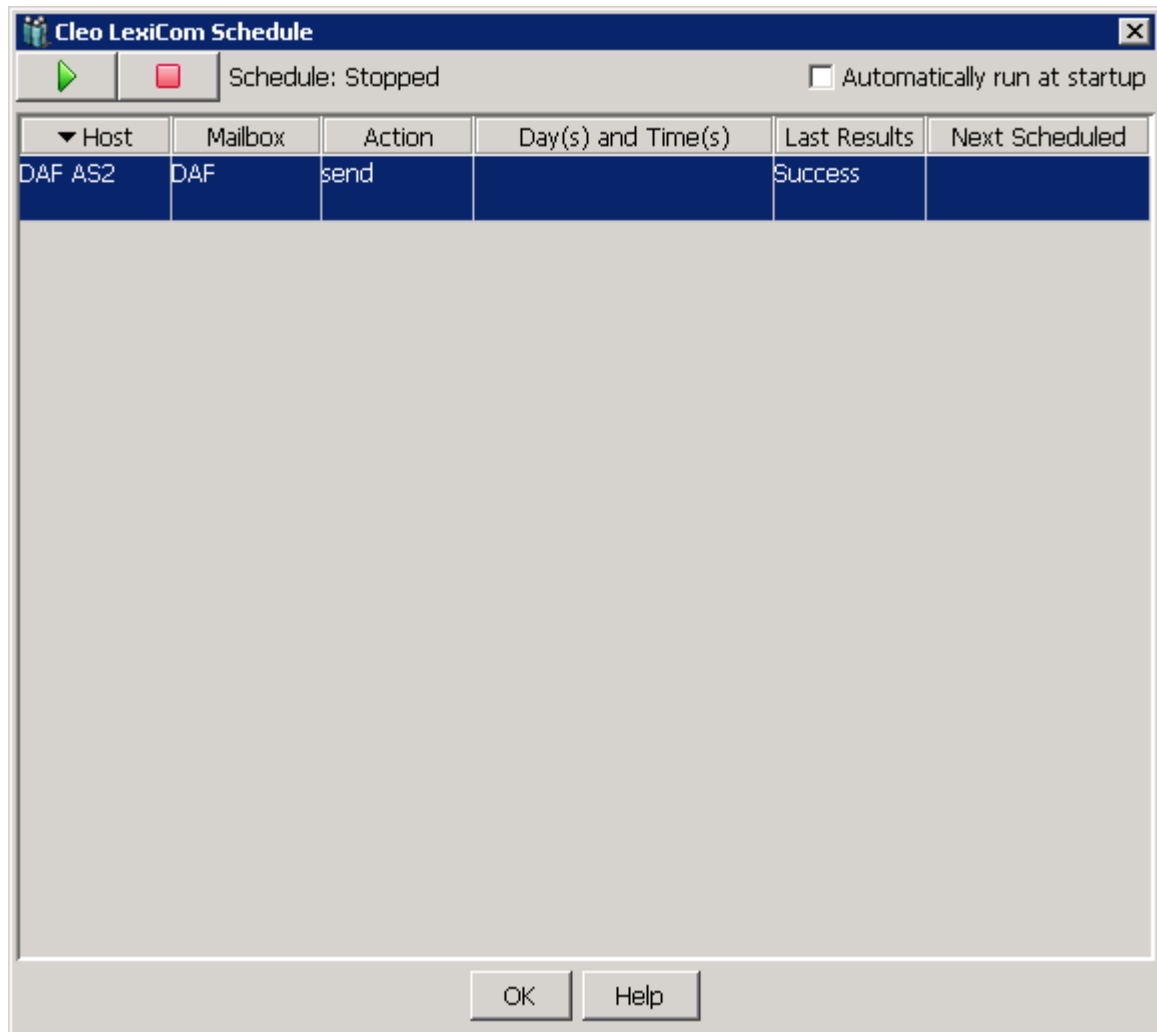 Cleo LexiCom Schedule
Schedule: Stopped Automatically run at startup
Host Mailbox Action Day(s) and Time(s) Last Results Next Scheduled
DAF AS2 DAF send Success
OK Help